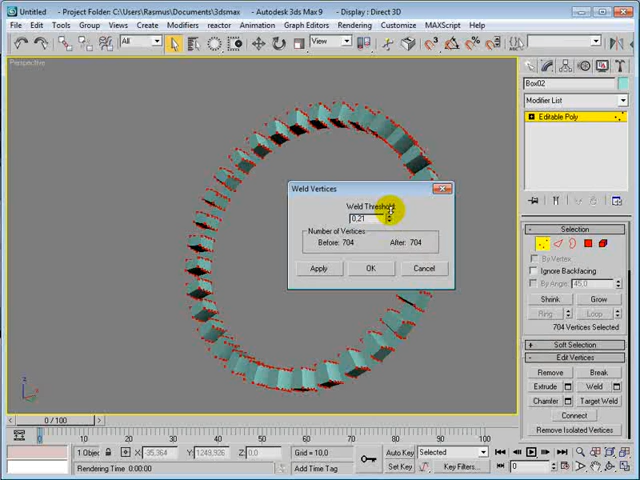 Untitled - Project Folder: C:\Users\Rasmus\Documents\3dsmax - Autodesk 3ds Max 9 - Display : Direct 3D
File Edit Tools Group Views Create Modifiers reactor Animation Graph Editors Rendering Customize MAXScript Help
All View
Perspective
Box02
Modifier List
Editable Poly
Weld Vertices
Weld Threshold:
0,21
Number of Vertices
Before: 704 After: 704
Apply OK Cancel
Selection
By Vertex
Ignore Backfacing
By Angle: 45,0
Shrink Grow
Ring Loop
704 Vertices Selected
Soft Selection
Edit Vertices
Remove Break
Extrude Weld
Chamfer Target Weld
Connect
Remove Isolated Vertices
0 / 100
0 10 20 30 40 50 60 70 80 90 100
1 Objec X: -35,364 Y: 1249,926 Z: 0,0 Grid = 10,0 Auto Key Selected
Rendering Time 0:00:00 Add Time Tag Set Key Key Filters... 0